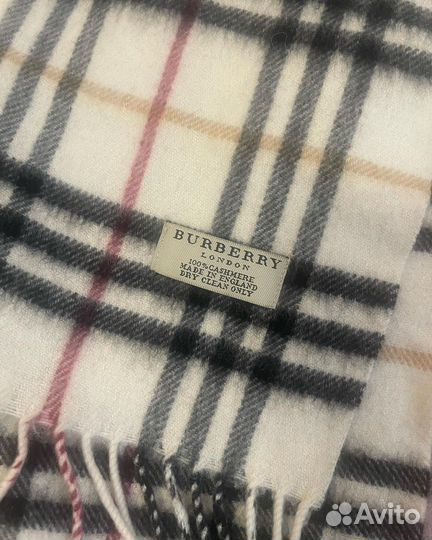 BURBERRY
LONDON
100% CASHMERE
MADE IN ENGLAND
DRY CLEAN ONLY
Avito